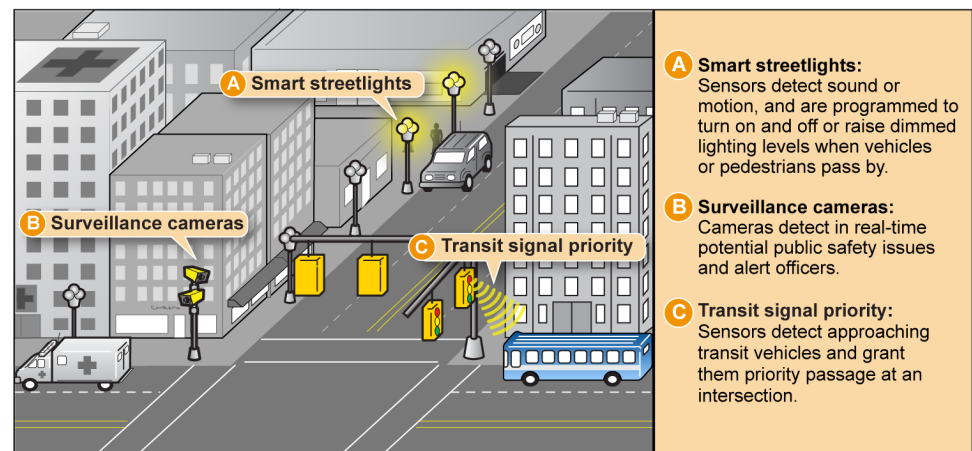 A Smart streetlights
B Surveillance cameras
C Transit signal priority
A Smart streetlights:
Sensors detect sound or
motion, and are programmed to
turn on and off or raise dimmed
lighting levels when vehicles
or pedestrians pass by.
B Surveillance cameras:
Cameras detect in real-time
potential public safety issues
and alert officers.
C Transit signal priority:
Sensors detect approaching
transit vehicles and grant
them priority passage at an
intersection.